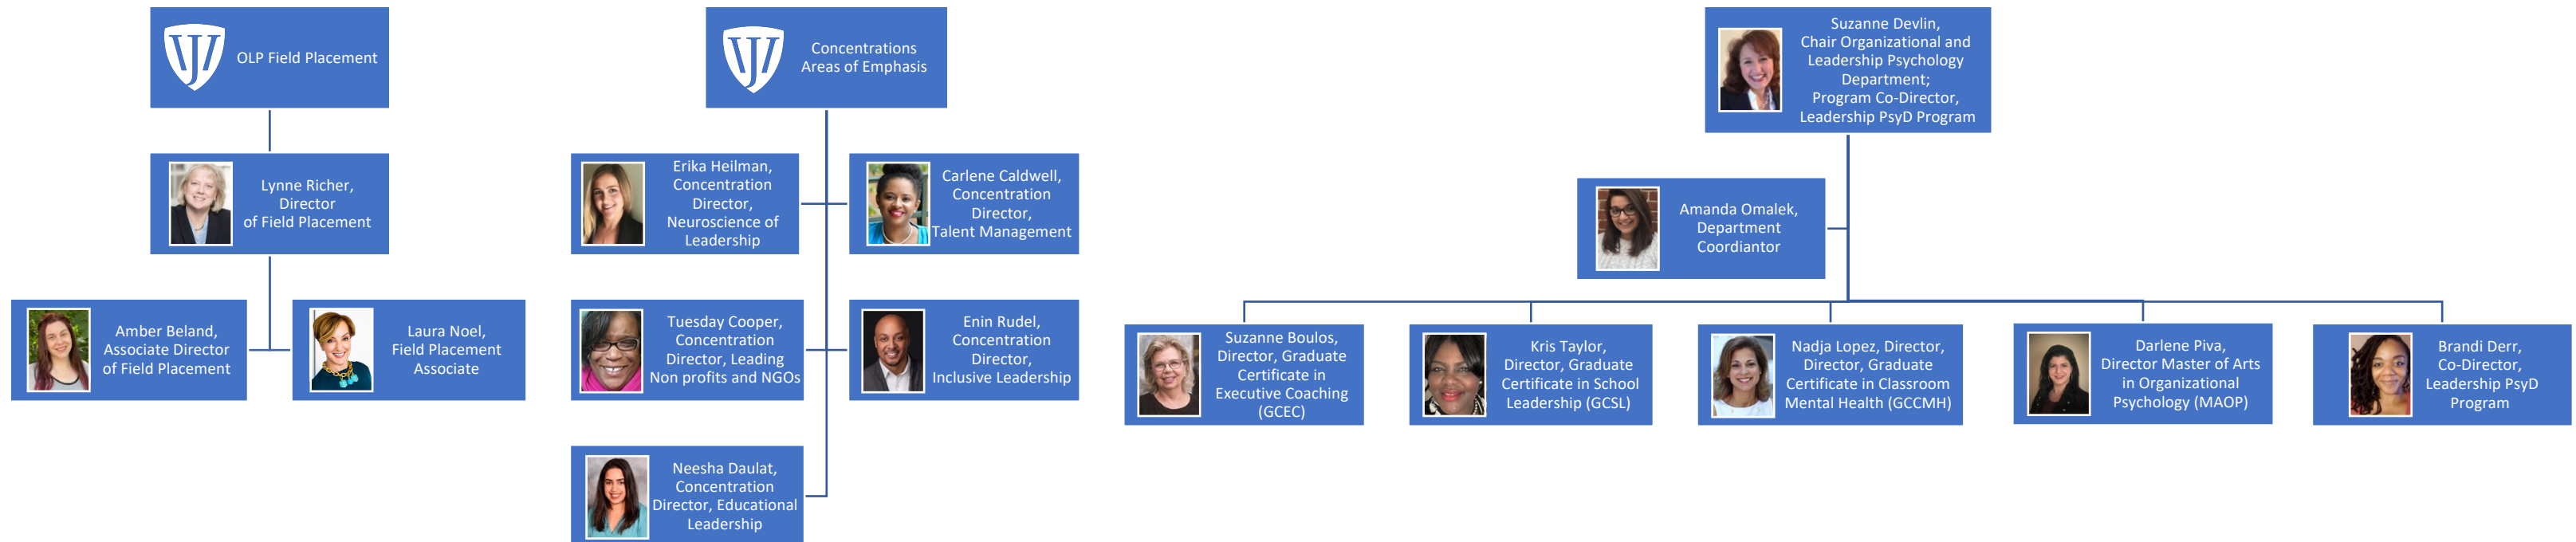 OLP Field Placement
Lynne Richer,
Director
of Field Placement
Amber Beland,
Associate Director
of Field Placement
Laura Noel,
Field Placement
Associate
Concentrations
Areas of Emphasis
Erika Heilman,
Concentration
Director,
Neuroscience of
Leadership
Carlene Caldwell,
Concentration
Director,
Talent Management
Tuesday Cooper,
Concentration
Director, Leading
Non profits and NGOs
Enin Rudel,
Concentration
Director,
Inclusive Leadership
Neesha Daulat,
Concentration
Director, Educational
Leadership
Suzanne Devlin,
Chair Organizational and
Leadership Psychology
Department;
Program Co-Director,
Leadership PsyD Program
Amanda Omalek,
Department
Coordiantor
Suzanne Boulos,
Director, Graduate
Certificate in
Executive Coaching
(GCEC)
Kris Taylor,
Director, Graduate
Certificate in School
Leadership (GCSL)
Nadja Lopez, Director,
Director, Graduate
Certificate in Classroom
Mental Health (GCCMH)
Darlene Piva,
Director Master of Arts
in Organizational
Psychology (MAOP)
Brandi Derr,
Co-Director,
Leadership PsyD
Program